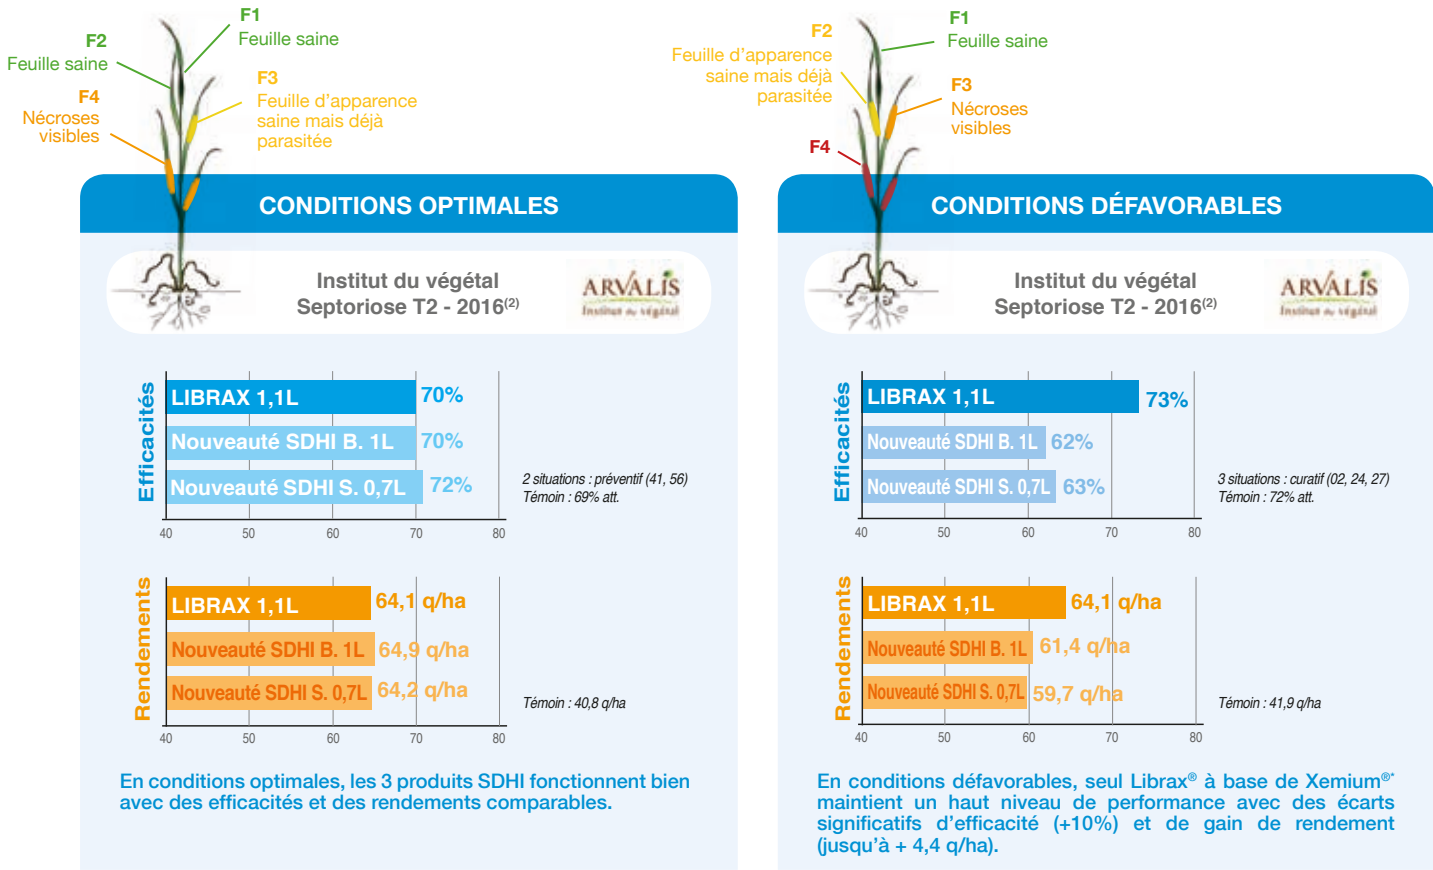 F1
Feuille saine
F2
Feuille saine
F3
Feuille d'apparence
saine mais déjà
parasitée
F4
Nécroses
visibles
CONDITIONS OPTIMALES
Institut du végétal
Septoriose T2 - 2016(2)
ARVALIS
Institut du végétal
Efficacités
LIBRAX 1,1L 70%
Nouveauté SDHI B. 1L 70%
Nouveauté SDHI S. 0,7L 72%
40 50 60 70 80
2 situations : préventif (41, 56)
Témoin : 69% att.
Rendements
LIBRAX 1,1L 64,1 q/ha
Nouveauté SDHI B. 1L 64,9 q/ha
Nouveauté SDHI S. 0,7L 64,2 q/ha
40 50 60 70 80
Témoin : 40,8 q/ha
En conditions optimales, les 3 produits SDHI fonctionnent bien
avec des efficacités et des rendements comparables.
F1
Feuille saine
F2
Feuille d'apparence
saine mais déjà
parasitée
F3
Nécroses
visibles
F4
CONDITIONS DÉFAVORABLES
Institut du végétal
Septoriose T2 - 2016(2)
ARVALIS
Institut du végétal
Efficacités
LIBRAX 1,1L 73%
Nouveauté SDHI B. 1L 62%
Nouveauté SDHI S. 0,7L 63%
40 50 60 70 80
3 situations : curatif (02, 24, 27)
Témoin : 72% att.
Rendements
LIBRAX 1,1L 64,1 q/ha
Nouveauté SDHI B. 1L 61,4 q/ha
Nouveauté SDHI S. 0,7L 59,7 q/ha
40 50 60 70 80
Témoin : 41,9 q/ha
En conditions défavorables, seul Librax® à base de Xemium®*
maintient un haut niveau de performance avec des écarts
significatifs d'efficacité (+10%) et de gain de rendement
(jusqu'à + 4,4 q/ha).